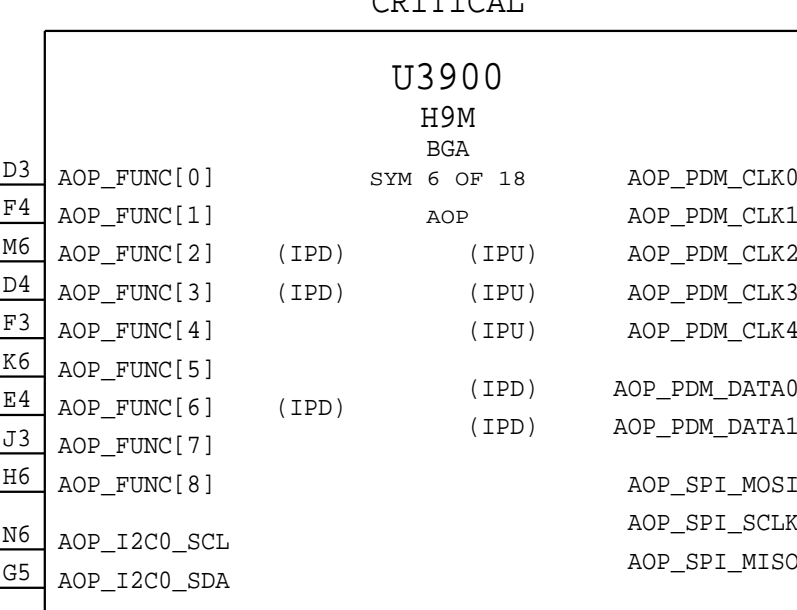 CRITICAL
U3900
H9M
BGA
D3 AOP_FUNC[0] SYM 6 OF 18 AOP_PDM_CLK0
F4 AOP_FUNC[1] AOP AOP_PDM_CLK1
M6 AOP_FUNC[2] (IPD) (IPU) AOP_PDM_CLK2
D4 AOP_FUNC[3] (IPD) (IPU) AOP_PDM_CLK3
F3 AOP_FUNC[4] (IPU) AOP_PDM_CLK4
K6 AOP_FUNC[5]
(IPD) AOP_PDM_DATA0
E4 AOP_FUNC[6] (IPD)
(IPD) AOP_PDM_DATA1
J3 AOP_FUNC[7]
H6 AOP_FUNC[8] AOP_SPI_MOSI
AOP_SPI_SCLK
N6 AOP_I2C0_SCL
AOP_SPI_MISO
G5 AOP_I2C0_SDA